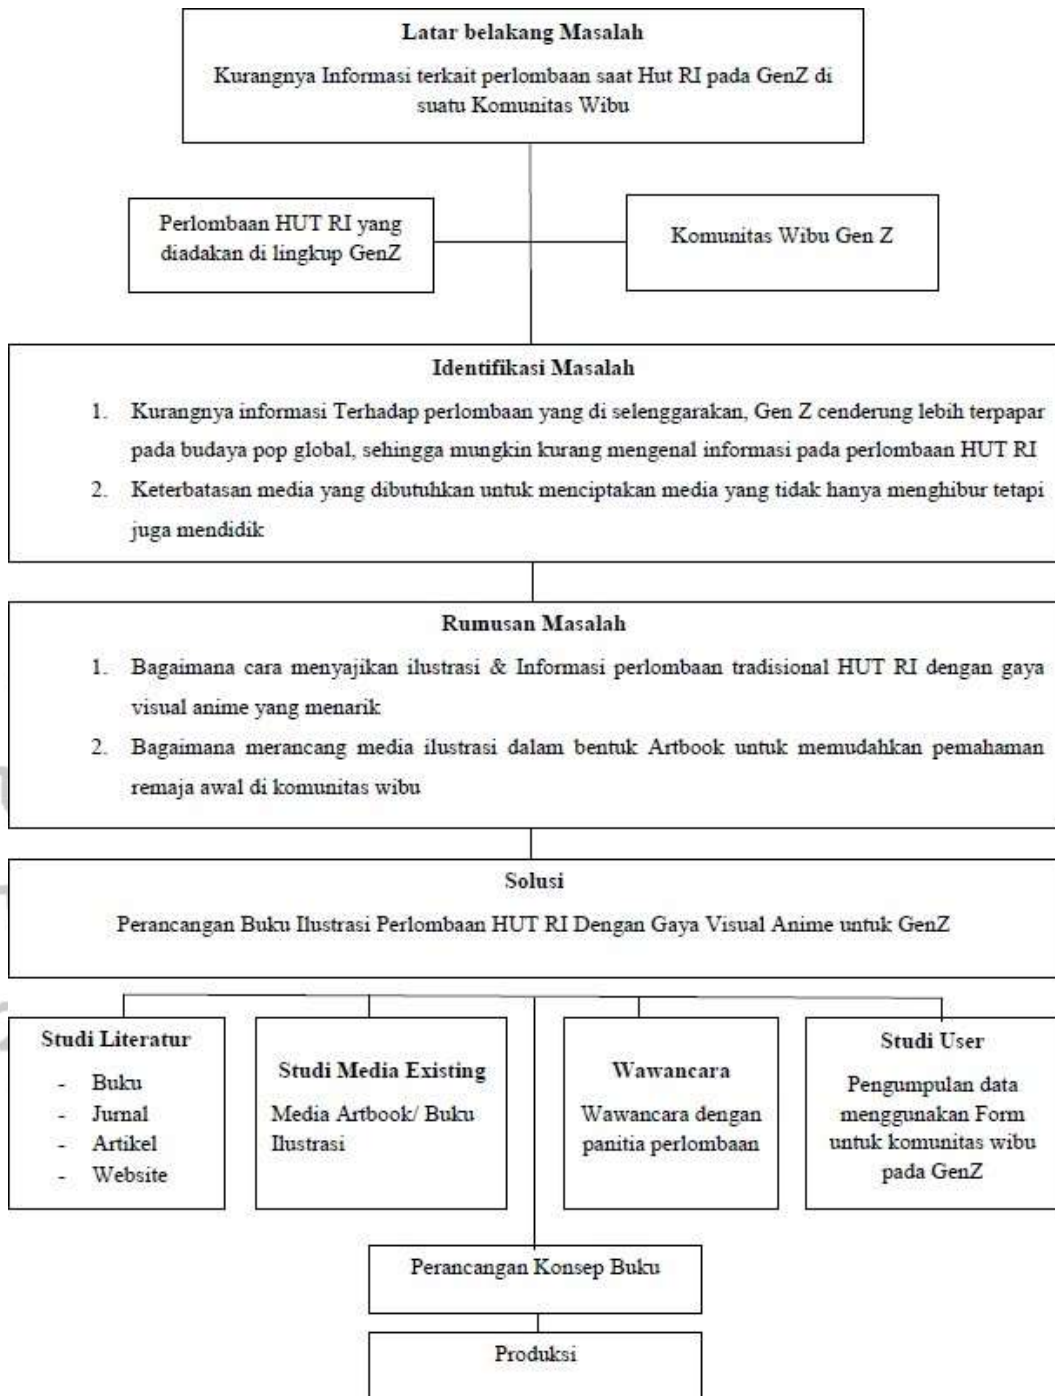 Latar belakang Masalah
Kurangnya Informasi terkait perlombaan saat Hut RI pada GenZ di
suatu Komunitas Wibu
Perlombaan HUT RI yang
diadakan di lingkup GenZ
Komunitas Wibu Gen Z
Identifikasi Masalah
1. Kurangnya informasi Terhadap perlombaan yang di selenggarakan, Gen Z cenderung lebih terpapar
pada budaya pop global, sehingga mungkin kurang mengenal informasi pada perlombaan HUT RI
2. Keterbatasan media yang dibutuhkan untuk menciptakan media yang tidak hanya menghibur tetapi
juga mendidik
Rumusan Masalah
1. Bagaimana cara menyajikan ilustrasi & Informasi perlombaan tradisional HUT RI dengan gaya
visual anime yang menarik
2. Bagaimana merancang media ilustrasi dalam bentuk Artbook untuk memudahkan pemahaman
remaja awal di komunitas wibu
Solusi
Perancangan Buku Ilustrasi Perlombaan HUT RI Dengan Gaya Visual Anime untuk GenZ
Studi Literatur
- Buku
- Jurnal
- Artikel
- Website
Studi Media Existing
Media Artbook/ Buku
Ilustrasi
Wawancara
Wawancara dengan
panitia perlombaan
Studi User
Pengumpulan data
menggunakan Form
untuk komunitas wibu
pada GenZ
Perancangan Konsep Buku
Produksi